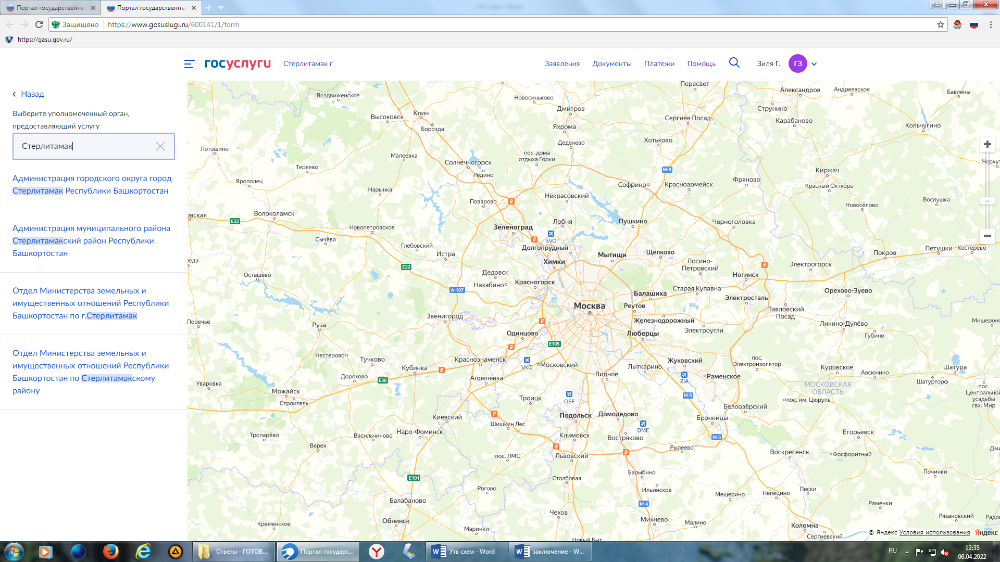 Портал государственны
Портал государственны
Защищено
https://www.gosuslugi.ru/600141/1/form
https://gasu.gov.ru/
госуслуги
Стерлитамак г
Заявления
Документы
Платежи
Помощь
Зиля Г.
ГЗ
Назад
Выберите уполномоченный орган,
предоставляющий услугу
Стерлитамак
Администрация городского округа город
Стерлитамак Республики Башкортостан
Администрация муниципального района
Стерлитамакский район Республики
Башкортостан
Отдел Министерства земельных и
имущественных отношений Республики
Башкортостан по г.Стерлитамак
Отдел Министерства земельных и
имущественных отношений Республики
Башкортостан по Стерлитамакскому
району
Пересвет
Александров
Андреевское
Бавлены
Воздвиженское
Новосиньково
Струнино
Дмитров
Клин
Высоковск
Сергиев Посад
Карабаново
Кольчугино
Борозда
Яхрома
Хотьково
Деденево
Лотошино
Малеевка
пос. дома
отдыха Горки
Солнечногорск
Теряево
М-8
Киржач
Редино
Ярополец
Нарынка
Софрино
Красноармейск
Фряново
Красный Октябрь
Некрасовский
Поварово
Воспушка
Новосёлово
овская
Волоколамск
E22
Новопетровское
Зеленоград
Лобня
Пушкино
Черноголовка
Сычёво
SVO
Глебовский
Долгопрудный
Истра
Мытищи
Щёлково
Покров
Петушки
Костерёво
Химки
Лосино-
Петровский
Электрогорск
E22
Осташёво
Дедовск
Ногинск
Нахабино
Красногорск
А-107
Старая Купавна
Орехово-Зуево
Балашиха
Электросталь
Москва
Реутов
Павловский
Посад
Звенигород
Железнодорожный
Поречье
Руза
Ликино-Дулёво
Мишероно
Одинцово
Люберцы
Электроугли
Губино
E105
Нестерово
Тучково
Краснознаменск
VKO
Московский
Жуковский
пос.
Электроизолятор
Кубинка
Лыткарино
Куровское
Шатура
Дорохово
E30
Апрелевка
Видное
ZIA
Раменское
Авсюнино
Шатурторф
Уваровка
Можайск
МОСКОВСКАЯ
ОБЛАСТЬ
пос.
Центральной
усадьбы
свх. Мир
Строитель
Троицк
OSF
М-5
пос. им. Цюрупы
Белоозёрский
Киевский
Подольск
Домодедово
Бронницы
Шишкин Лес
DME
Тропарёво
Васильчиново
Наро-Фоминск
Климовск
Востряково
М-5
Егорьевск
Верея
Рылеево
Воскресенск
Фосфоритный
пос. ЛМС
Львовский
Барыбино
Починки
E101
Столбовая
Рогово
Ильинское
Мещерино
Непецино
Пески
Балабаново
М-4
Раменки
Чехов
Обнинск
Михнево
Малино
Коломна
Рязановский
Кременское
Маринки
Новый Быт
Сергиевский
© Яндекс Условия использования Яндекс
Ответы - ГОТОВ...
Портал государс...
Утв схем - Word
заключение - W...
RU
12:35
06.04.2022